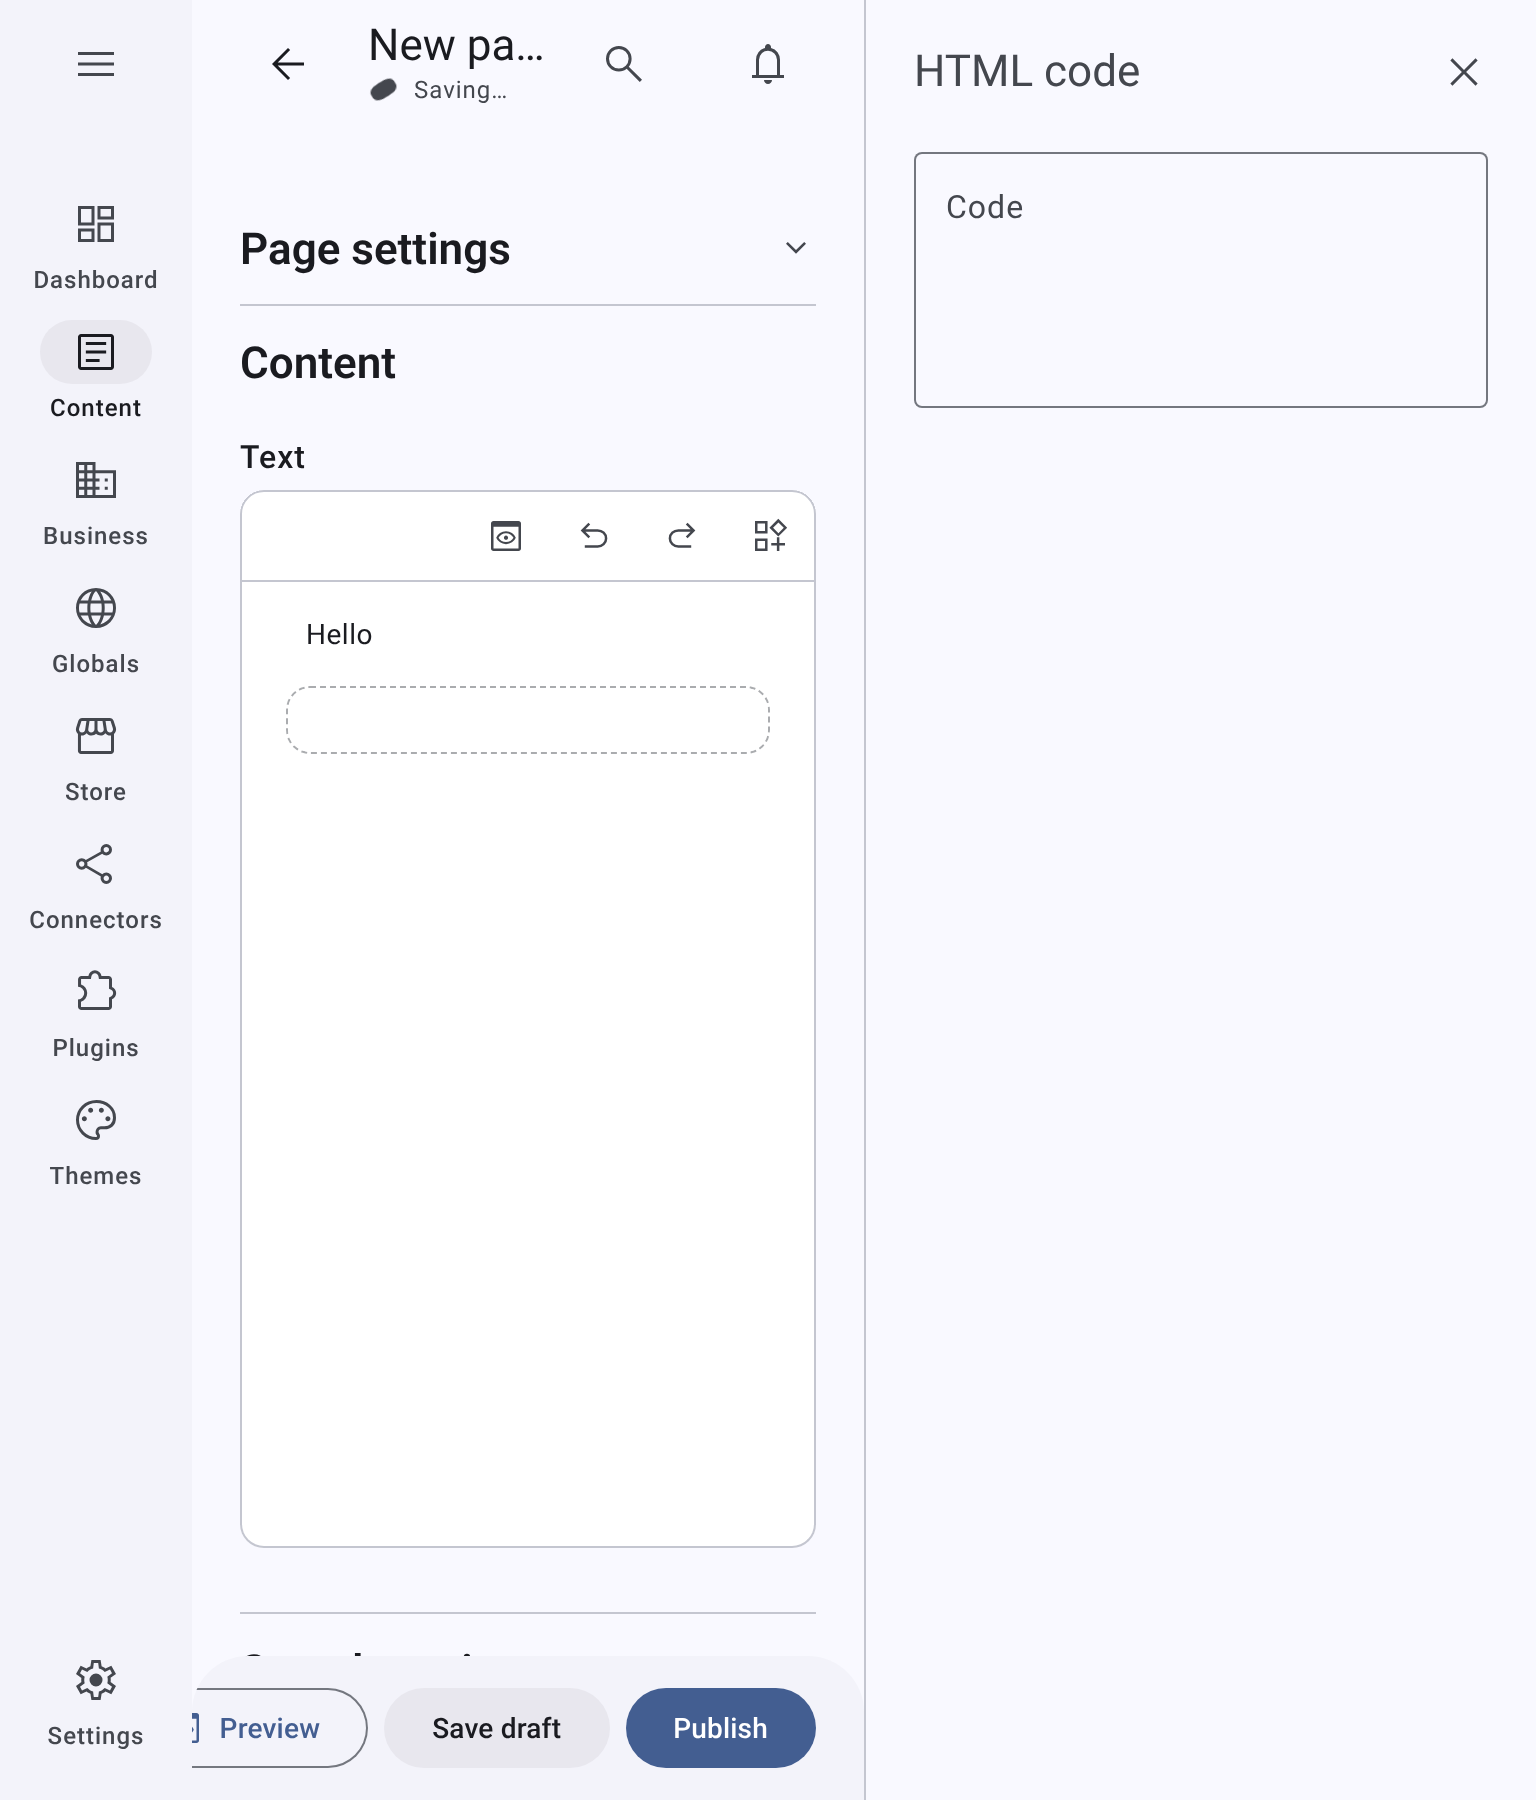 New pa...
Saving...
HTML code
Code
Dashboard
Content
Business
Globals
Store
Connectors
Plugins
Themes
Settings
Page settings
Content
Text
Hello
Preview
Save draft
Publish